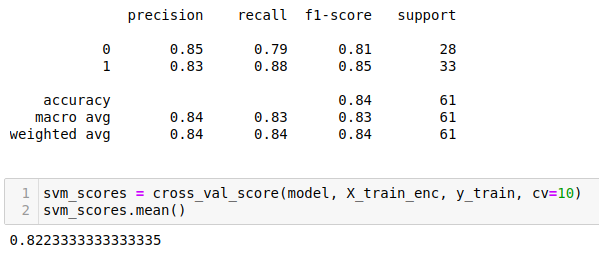 precision recall f1-score support
0 0.85 0.79 0.81 28
1 0.83 0.88 0.85 33
accuracy 0.84 61
macro avg 0.84 0.83 0.83 61
weighted avg 0.84 0.84 0.84 61
1 svm_scores = cross_val_score(model, X_train_enc, y_train, cv=10)
2 svm_scores.mean()
0.8223333333333335